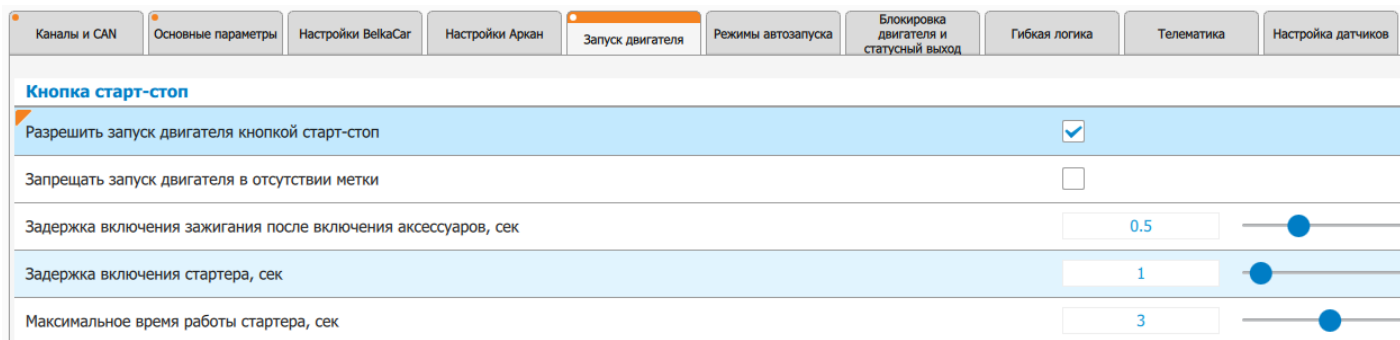 Каналы и CAN
Основные параметры
Настройки BelkaCar
Настройки Аркан
Запуск двигателя
Режимы автозапуска
Блокировка
двигателя и
статусный выход
Гибкая логика
Телематика
Настройка датчиков
Кнопка старт-стоп
Разрешить запуск двигателя кнопкой старт-стоп
Запрещать запуск двигателя в отсутствии метки
Задержка включения зажигания после включения аксессуаров, сек
0.5
Задержка включения стартера, сек
1
Максимальное время работы стартера, сек
3